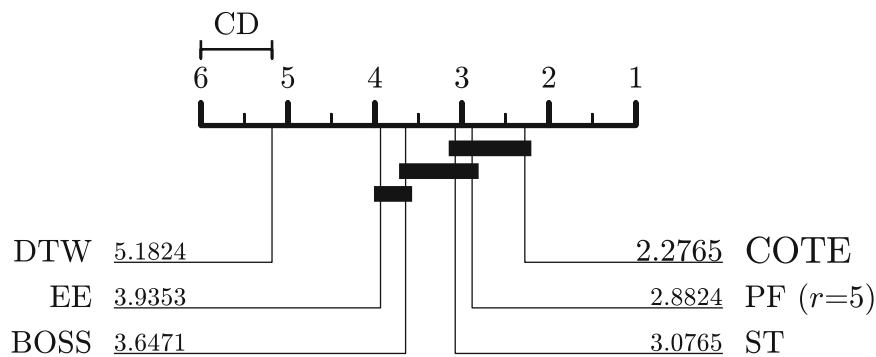 CD
6 5 4 3 2 1
DTW 5.1824 2.2765 COTE
EE 3.9353 2.8824 PF (r=5)
BOSS 3.6471 3.0765 ST